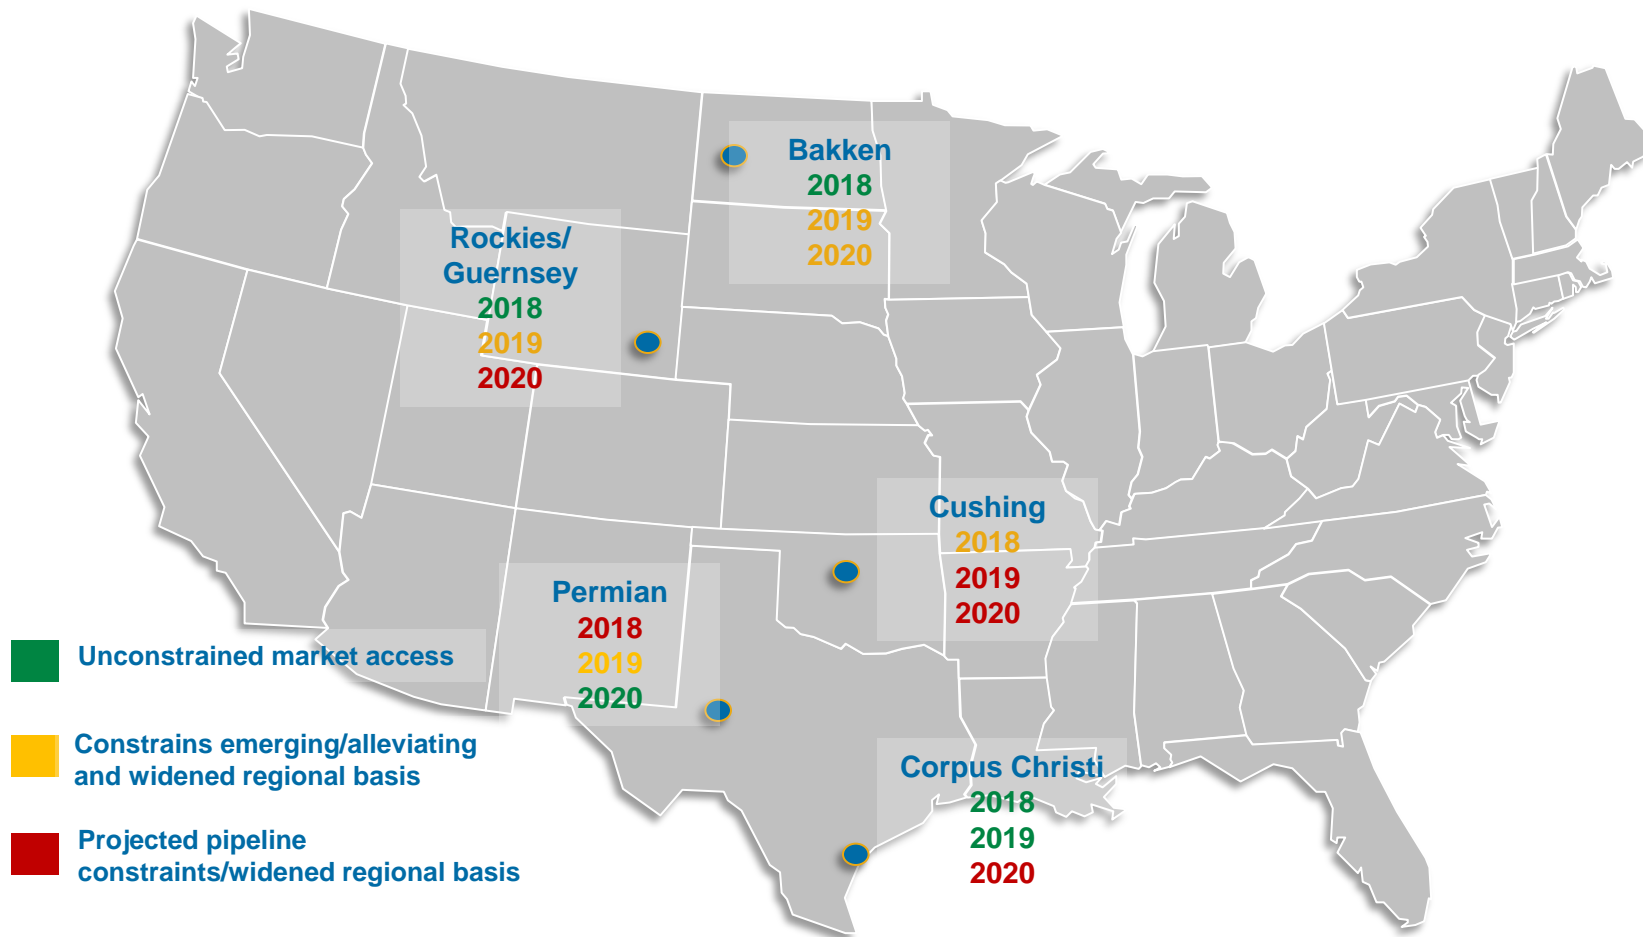 Bakken
2018
2019
2020
Rockies/
Guernsey
2018
2019
2020
Cushing
2018
2019
2020
Permian
2018
2019
2020
Corpus Christi
2018
2019
2020
Unconstrained market access
Constrains emerging/alleviating
and widened regional basis
Projected pipeline
constraints/widened regional basis